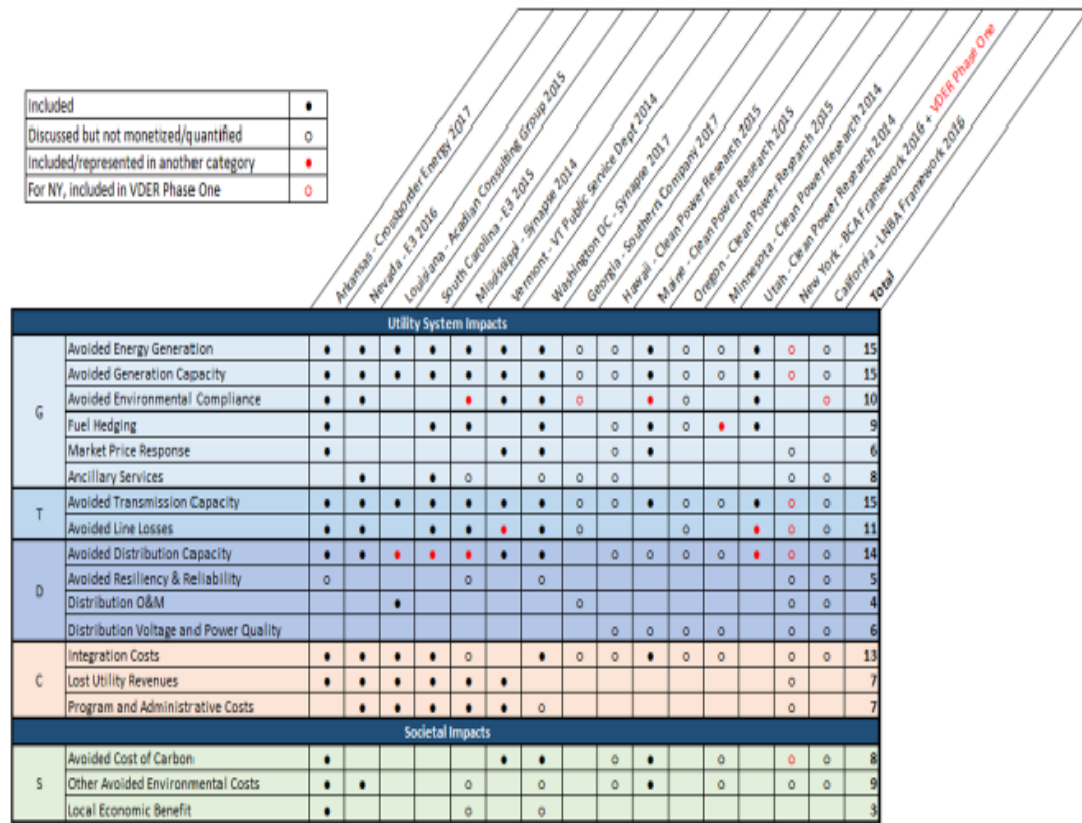 Included ●
Discussed but not monetized/quantified ○
Included/represented in another category ●
For NY, included in VDER Phase One ○
Arkansas - Crossborder Energy 2017
Nevada - E3 2016
Louisiana - Acadian Consulting Group 2015
South Carolina - E3 2015
Mississippi - Synapse 2014
Vermont - VT Public Service Dept 2014
Washington DC - Synapse 2017
Georgia - Southern Company 2017
Hawaii - Clean Power Research 2015
Maine - Clean Power Research 2015
Oregon - Clean Power Research 2015
Minnesota - Clean Power Research 2014
Utah - Clean Power Research 2014
New York - BCA Framework 2016 + VDER Phase One
California - LNBA Framework 2016
Total
Utility System Impacts
G
Avoided Energy Generation ● ● ● ● ● ● ● ○ ○ ● ○ ○ ● ○ ○ 15
Avoided Generation Capacity ● ● ● ● ● ● ● ○ ○ ● ○ ○ ● ○ ○ 15
Avoided Environmental Compliance ● ● ● ● ● ○ ● ○ ● ○ 10
Fuel Hedging ● ● ● ● ○ ● ○ ● ● 9
Market Price Response ● ● ● ○ ● ○ 6
Ancillary Services ● ● ○ ○ ○ ○ ○ ○ 8
T
Avoided Transmission Capacity ● ● ● ● ● ● ● ○ ○ ● ○ ○ ● ○ ○ 15
Avoided Line Losses ● ● ● ● ● ● ○ ○ ● ○ ○ 11
D
Avoided Distribution Capacity ● ● ● ● ● ● ● ○ ○ ○ ○ ● ○ ○ 14
Avoided Resiliency & Reliability ○ ○ ○ ○ ○ 5
Distribution O&M ● ○ ○ ○ 4
Distribution Voltage and Power Quality ○ ○ ○ ○ ○ ○ 6
C
Integration Costs ● ● ● ● ○ ● ○ ○ ● ○ ○ ○ ○ 13
Lost Utility Revenues ● ● ● ● ● ● ○ 7
Program and Administrative Costs ● ● ● ● ● ○ ○ 7
Societal Impacts
S
Avoided Cost of Carbon ● ● ● ○ ● ○ ○ ○ 8
Other Avoided Environmental Costs ● ● ○ ○ ○ ● ○ ○ ○ 9
Local Economic Benefit ● ○ ○ 3